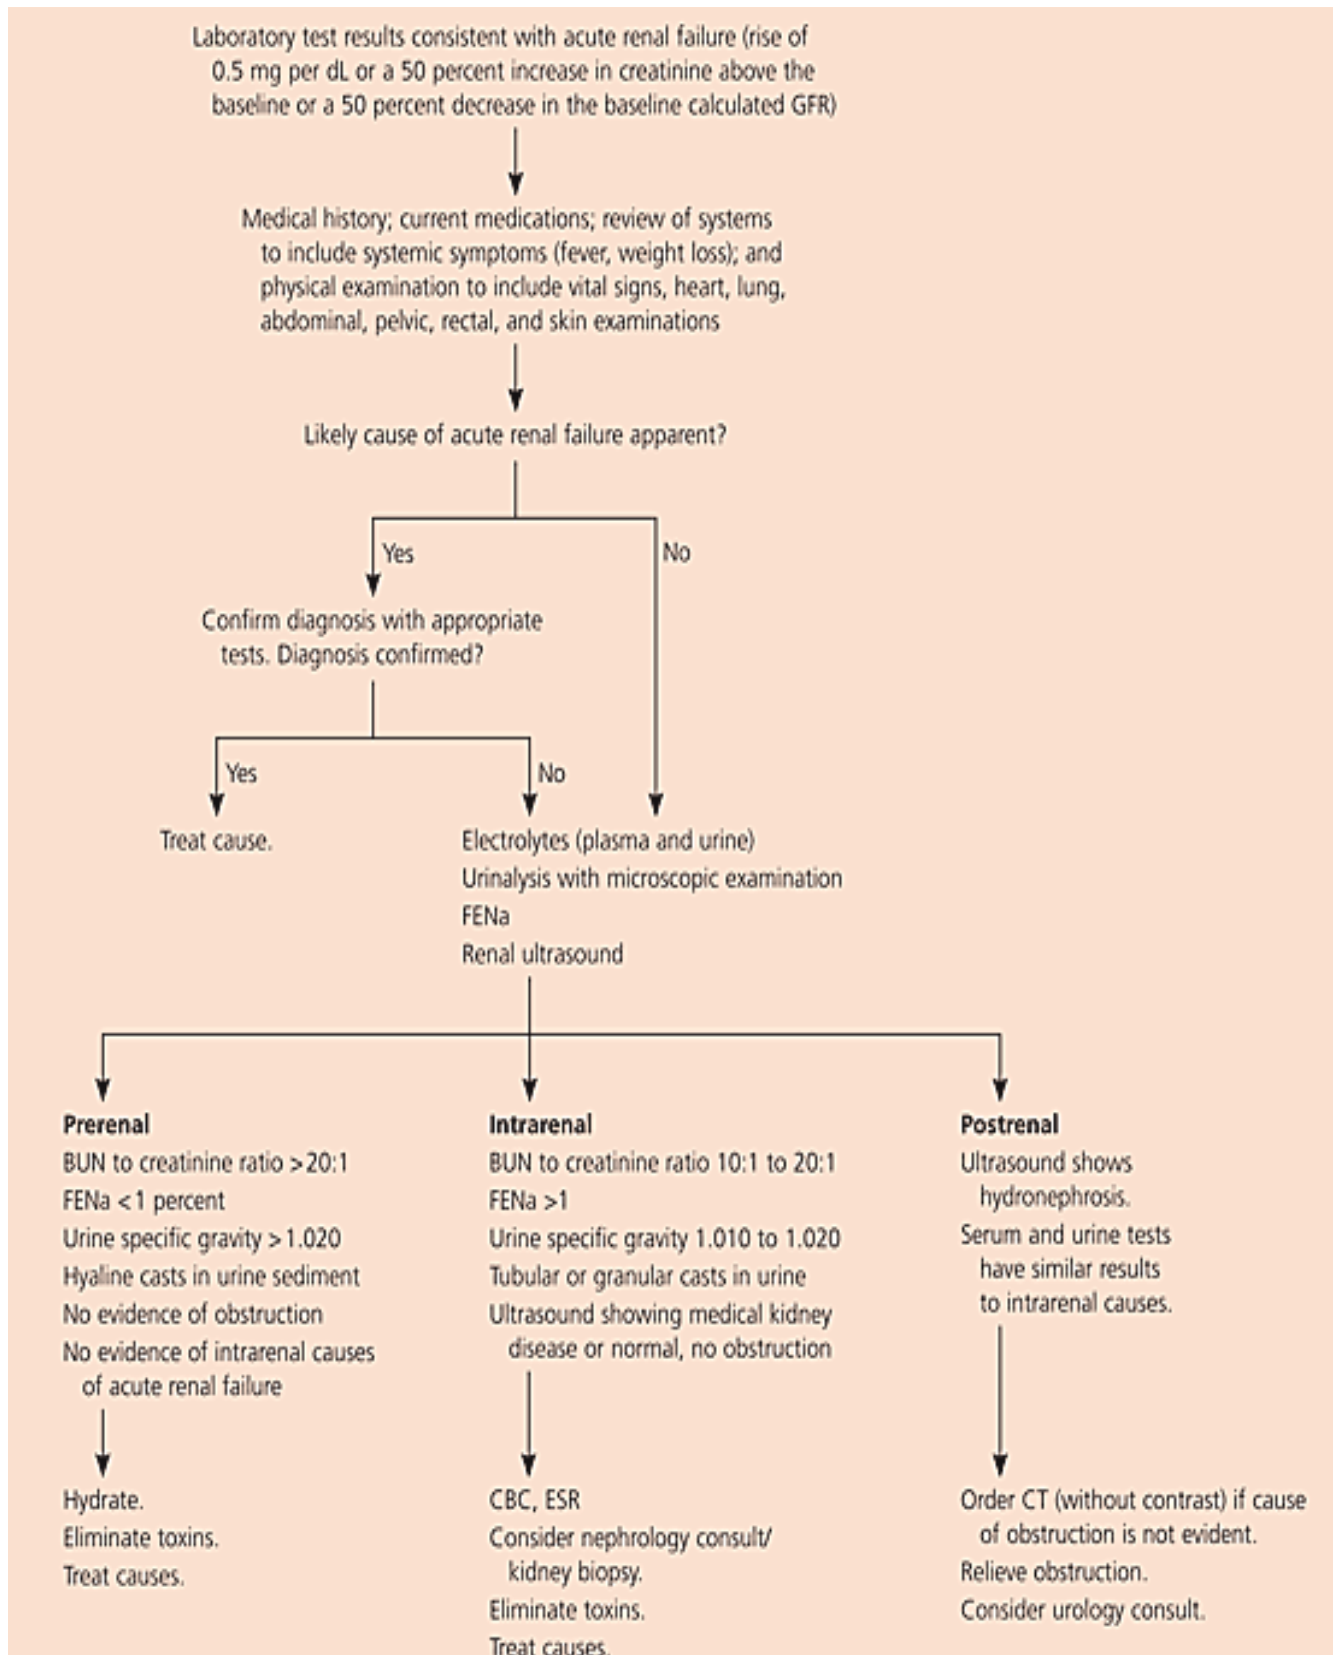 Laboratory test results consistent with acute renal failure (rise of
0.5 mg per dL or a 50 percent increase in creatinine above the
baseline or a 50 percent decrease in the baseline calculated GFR)
Medical history; current medications; review of systems
to include systemic symptoms (fever, weight loss); and
physical examination to include vital signs, heart, lung,
abdominal, pelvic, rectal, and skin examinations
Likely cause of acute renal failure apparent?
Yes
No
Confirm diagnosis with appropriate
tests. Diagnosis confirmed?
Yes
No
Treat cause.
Electrolytes (plasma and urine)
Urinalysis with microscopic examination
FENa
Renal ultrasound
Prerenal
BUN to creatinine ratio >20:1
FENa <1 percent
Urine specific gravity >1.020
Hyaline casts in urine sediment
No evidence of obstruction
No evidence of intrarenal causes
of acute renal failure
Hydrate.
Eliminate toxins.
Treat causes.
Intrarenal
BUN to creatinine ratio 10:1 to 20:1
FENa >1
Urine specific gravity 1.010 to 1.020
Tubular or granular casts in urine
Ultrasound showing medical kidney
disease or normal, no obstruction
CBC, ESR
Consider nephrology consult/
kidney biopsy.
Eliminate toxins.
Treat causes.
Postrenal
Ultrasound shows
hydronephrosis.
Serum and urine tests
have similar results
to intrarenal causes.
Order CT (without contrast) if cause
of obstruction is not evident.
Relieve obstruction.
Consider urology consult.